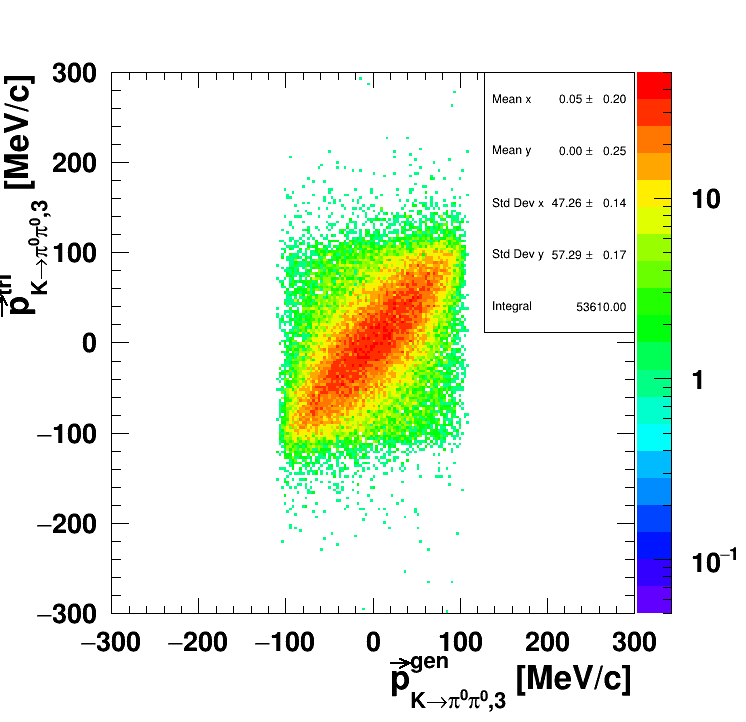 300
200
100
0
−100
−200
−300
−300 −200 −100 0 100 200 300
p⃗ tri K→π⁰π⁰,3 [MeV/c]
p⃗ gen K→π⁰π⁰,3 [MeV/c]
Mean x 0.05 ± 0.20
Mean y 0.00 ± 0.25
Std Dev x 47.26 ± 0.14
Std Dev y 57.29 ± 0.17
Integral 53610.00
10
1
10⁻¹